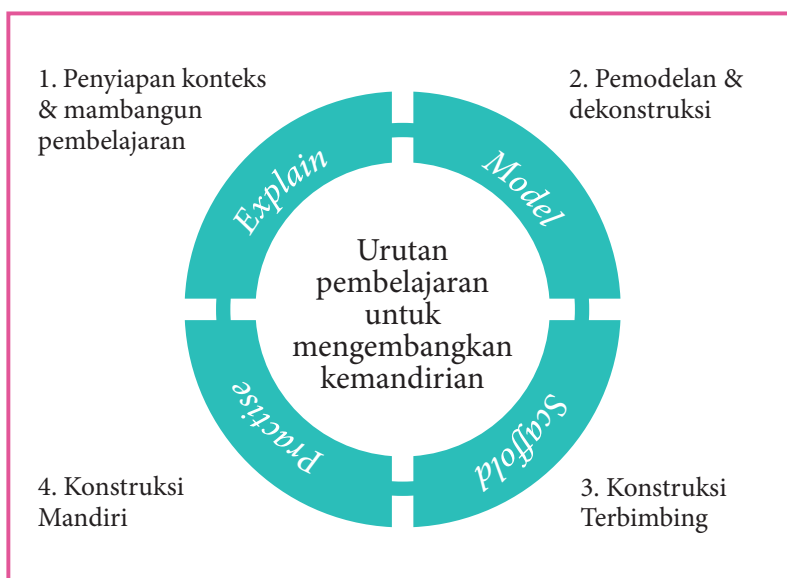 1. Penyiapan konteks
& mambangun
pembelajaran
2. Pemodelan &
dekonstruksi
Explain
Model
Urutan
pembelajaran
untuk
mengembangkan
kemandirian
Practise
Scaffold
4. Konstruksi
Mandiri
3. Konstruksi
Terbimbing